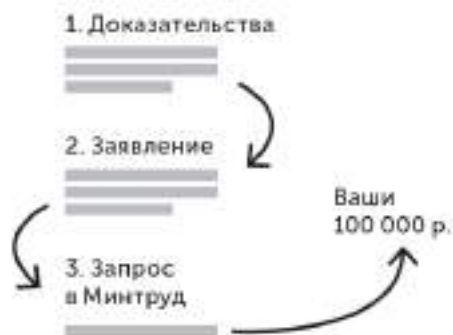 1. Доказательства
2. Заявление
Ваши
100 000 р.
3. Запрос
в Минтруд